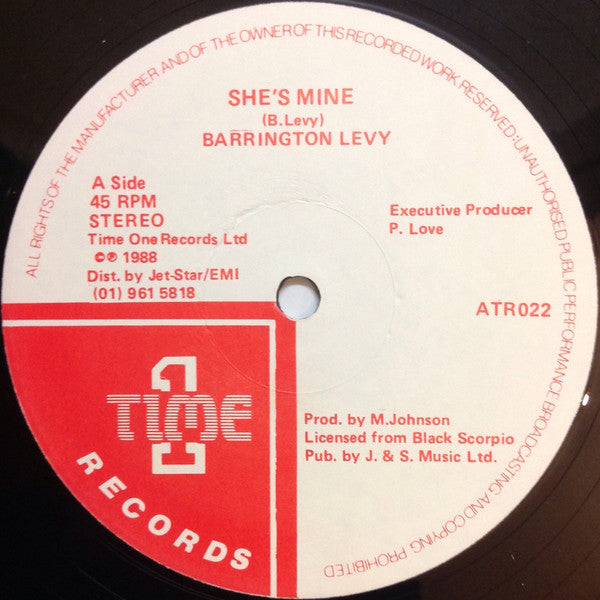 ALL RIGHTS OF THE MANUFACTURER AND OF THE OWNER OF THIS RECORDED WORK RESERVED: UNAUTHORISED PUBLIC PERFORMANCE BROADCASTING AND COPYING PROHIBITED
SHE'S MINE
(B. Levy)
BARRINGTON LEVY
A Side
45 RPM
STEREO
Time One Records Ltd
©℗ 1988
Dist. by Jet-Star/EMI
(01) 961 5818
Executive Producer
P. Love
ATR022
TIME 1
RECORDS
Prod. by M.Johnson
Licensed from Black Scorpio
Pub. by J. & S. Music Ltd.